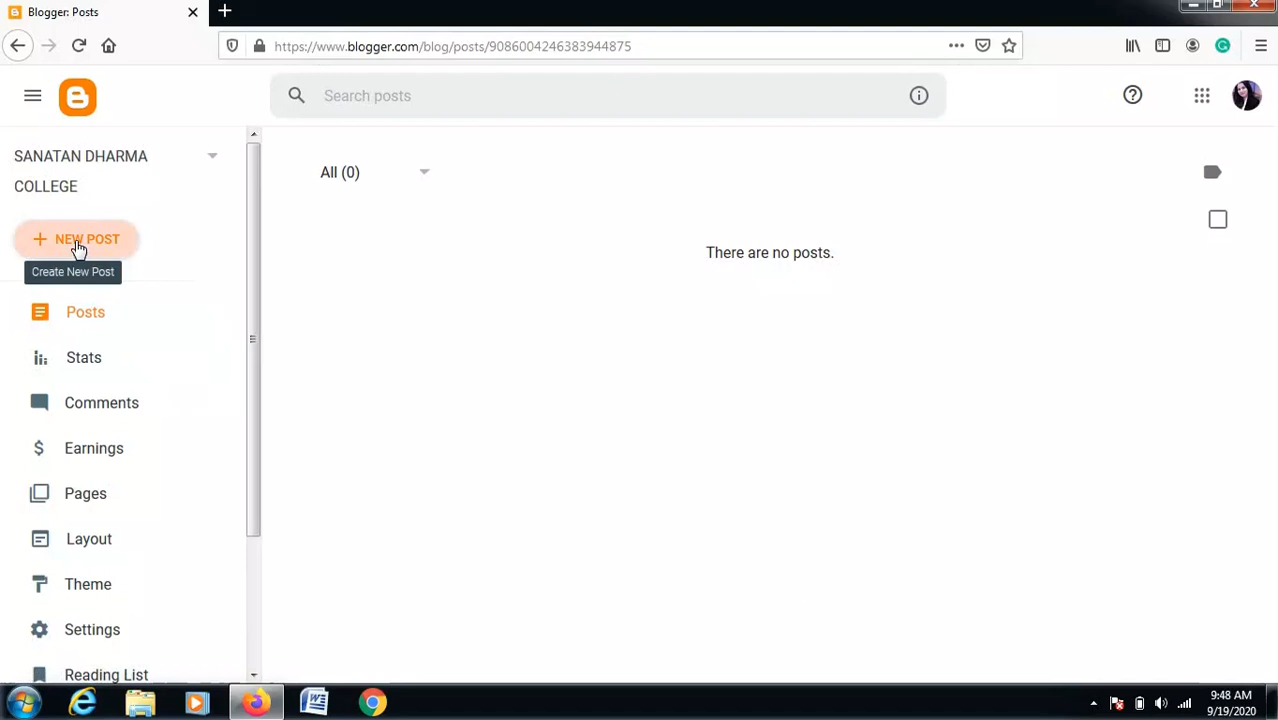 Blogger: Posts
https://www.blogger.com/blog/posts/9086004246383944875
Search posts
SANATAN DHARMA
COLLEGE
NEW POST
Create New Post
Posts
Stats
Comments
Earnings
Pages
Layout
Theme
Settings
Reading List
All (0)
There are no posts.
9:48 AM
9/19/2020